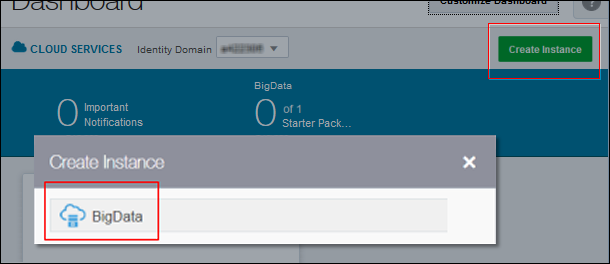 Dashboard
Customize Dashboard
?
CLOUD SERVICES
Identity Domain
Create Instance
BigData
0
Important
Notifications
0
of 1
Starter Pack...
Create Instance
BigData